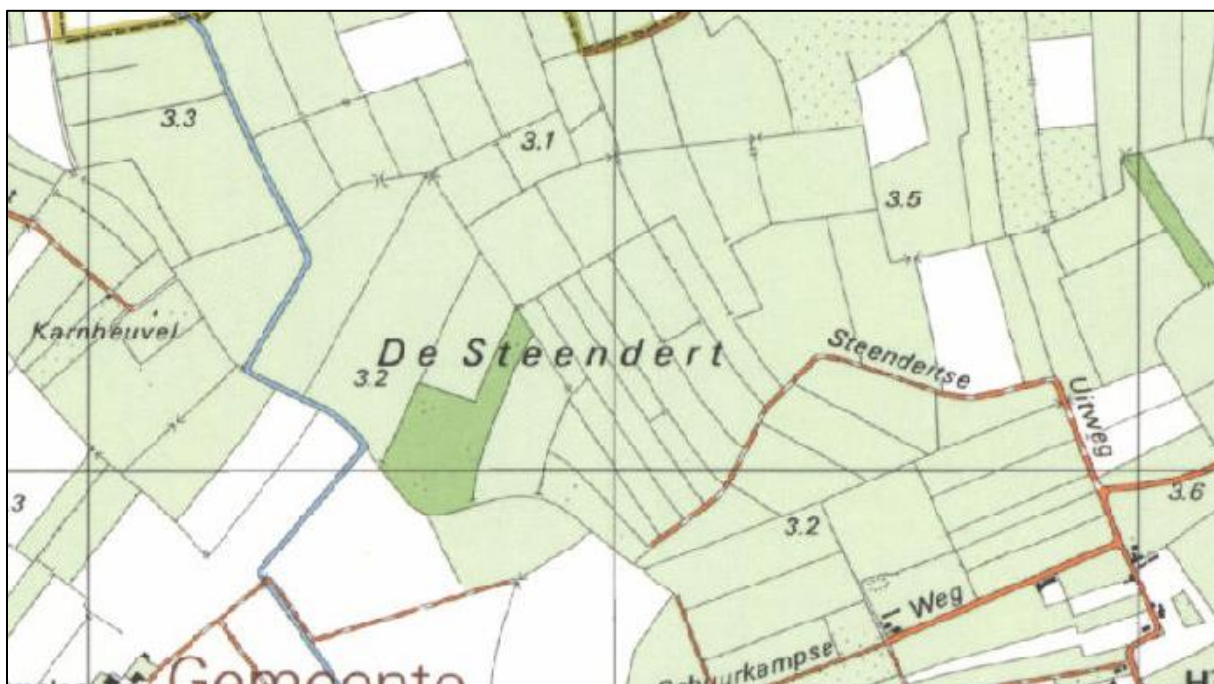 3.3
3.1
3.5
Karnheuvel
De Steendert
3.2
Steendertse
Uitweg
3
3.6
3.2
Weg
Gemeente